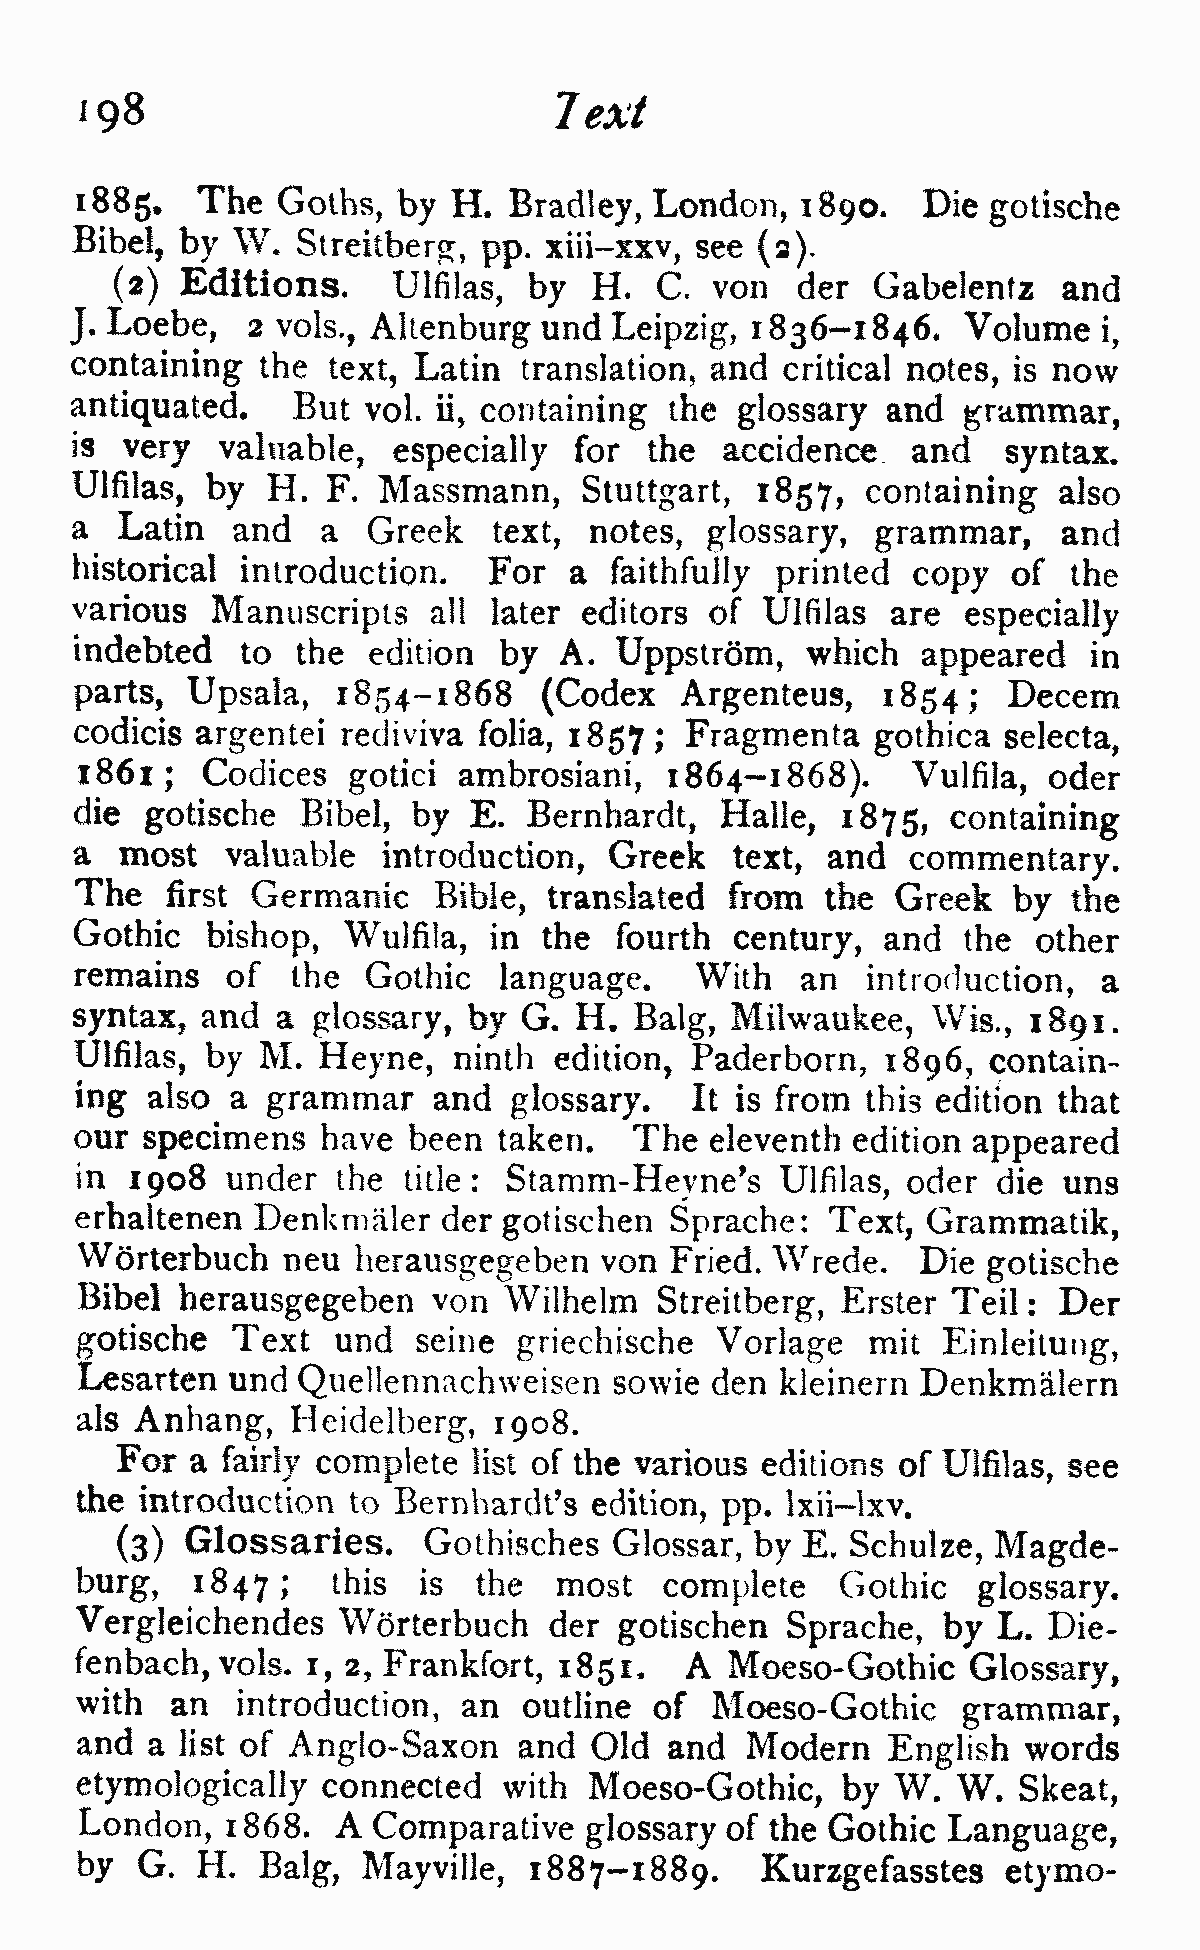 198 Text
1885. The Goths, by H. Bradley, London, 1890. Die gotische
Bibel, by W. Streitberg, pp. xiii–xxv, see (2).
(2) Editions. Ulfilas, by H. C. von der Gabelentz and
J. Loebe, 2 vols., Altenburg und Leipzig, 1836–1846. Volume i,
containing the text, Latin translation, and critical notes, is now
antiquated. But vol. ii, containing the glossary and grammar,
is very valuable, especially for the accidence and syntax.
Ulfilas, by H. F. Massmann, Stuttgart, 1857, containing also
a Latin and a Greek text, notes, glossary, grammar, and
historical introduction. For a faithfully printed copy of the
various Manuscripts all later editors of Ulfilas are especially
indebted to the edition by A. Uppström, which appeared in
parts, Upsala, 1854-1868 (Codex Argenteus, 1854; Decem
codicis argentei rediviva folia, 1857; Fragmenta gothica selecta,
1861; Codices gotici ambrosiani, 1864–1868). Vulfila, oder
die gotische Bibel, by E. Bernhardt, Halle, 1875, containing
a most valuable introduction, Greek text, and commentary.
The first Germanic Bible, translated from the Greek by the
Gothic bishop, Wulfila, in the fourth century, and the other
remains of the Gothic language. With an introduction, a
syntax, and a glossary, by G. H. Balg, Milwaukee, Wis., 1891.
Ulfilas, by M. Heyne, ninth edition, Paderborn, 1896, contain-
ing also a grammar and glossary. It is from this edition that
our specimens have been taken. The eleventh edition appeared
in 1908 under the title: Stamm-Heyne's Ulfilas, oder die uns
erhaltenen Denkmäler der gotischen Sprache: Text, Grammatik,
Wörterbuch neu herausgegeben von Fried. Wrede. Die gotische
Bibel herausgegeben von Wilhelm Streitberg, Erster Teil: Der
gotische Text und seine griechische Vorlage mit Einleitung,
Lesarten und Quellennachweisen sowie den kleinern Denkmälern
als Anhang, Heidelberg, 1908.
For a fairly complete list of the various editions of Ulfilas, see
the introduction to Bernhardt's edition, pp. lxii–lxv.
(3) Glossaries. Gothisches Glossar, by E. Schulze, Magde-
burg, 1847; this is the most complete Gothic glossary.
Vergleichendes Wörterbuch der gotischen Sprache, by L. Die-
fenbach, vols. 1, 2, Frankfort, 1851. A Moeso-Gothic Glossary,
with an introduction, an outline of Moeso-Gothic grammar,
and a list of Anglo-Saxon and Old and Modern English words
etymologically connected with Moeso-Gothic, by W. W. Skeat,
London, 1868. A Comparative glossary of the Gothic Language,
by G. H. Balg, Mayville, 1887–1889. Kurzgefasstes etymo-